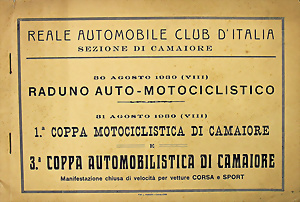 REALE AUTOMOBILE CLUB D'ITALIA
SEZIONE DI CAMAIORE
30 AGOSTO 1930 (VIII)
RADUNO AUTO-MOTOCICLISTICO
31 AGOSTO 1930 (VIII)
1.ª COPPA MOTOCICLISTICA DI CAMAIORE
E
3.ª COPPA AUTOMOBILISTICA DI CAMAIORE
Manifestazione chiusa di velocità per vetture CORSA e SPORT